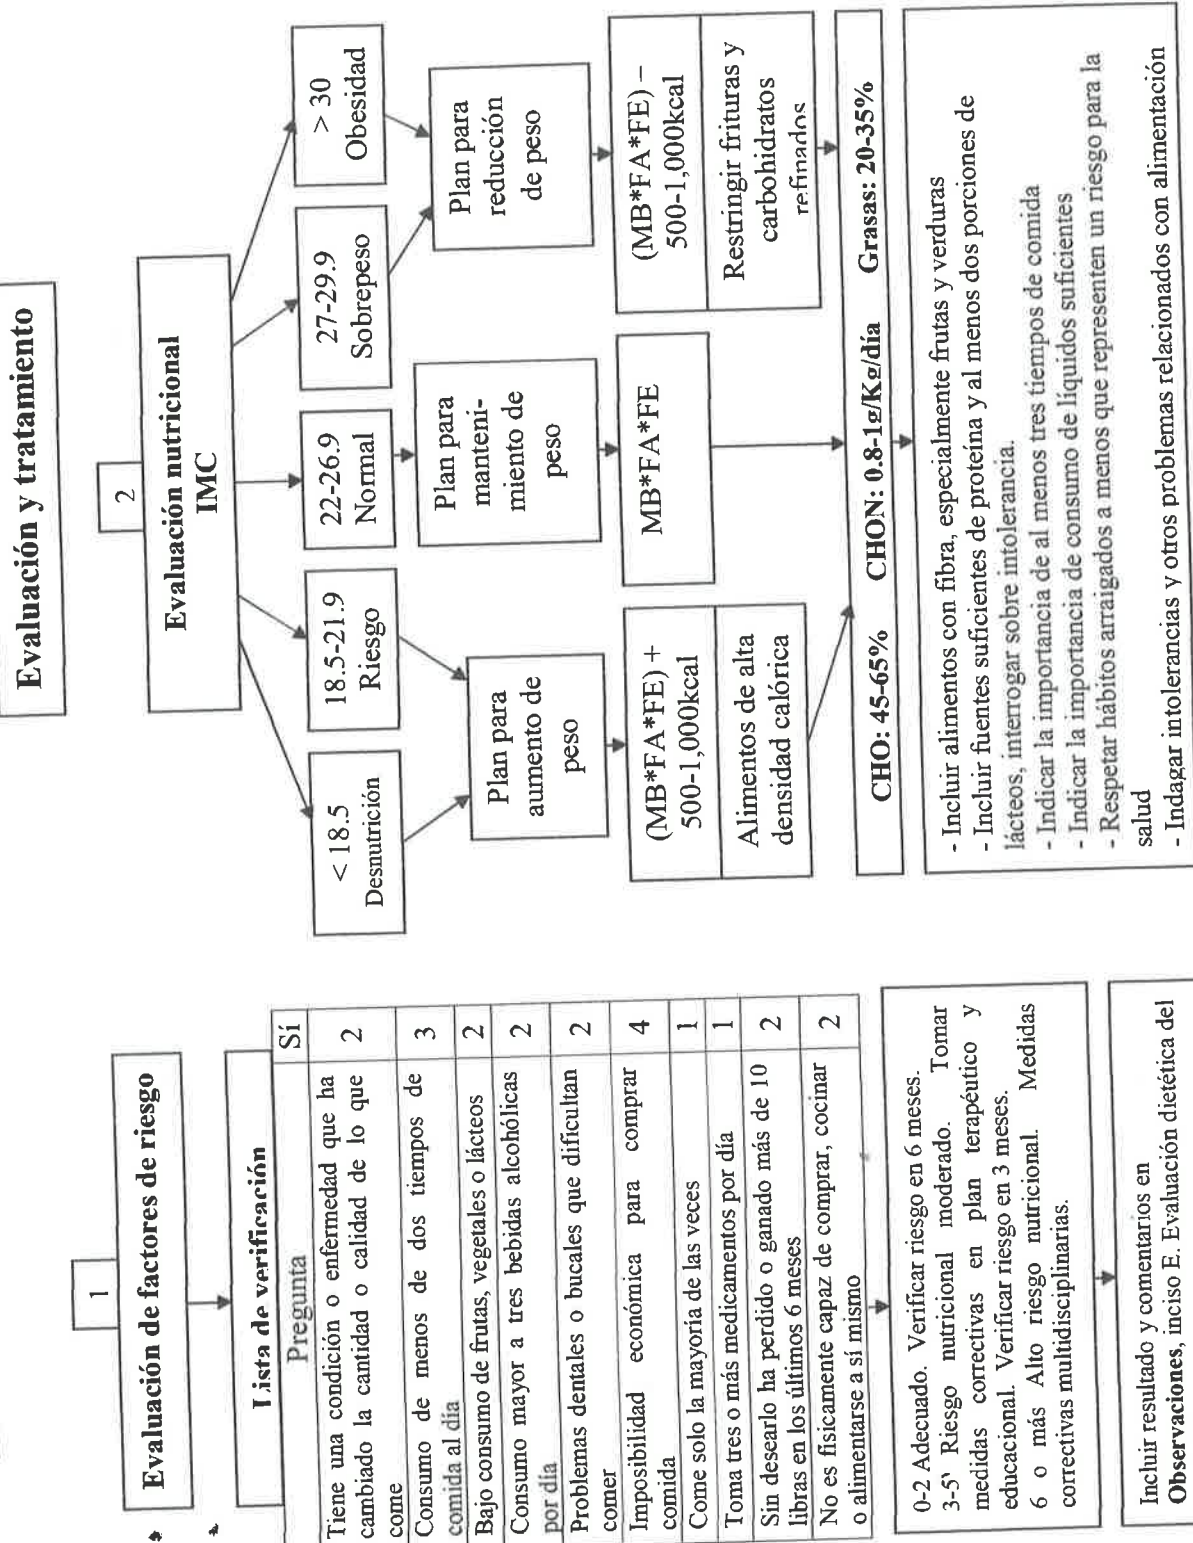 Evaluación y tratamiento
1
Evaluación de factores de riesgo
Lista de verificación
Pregunta Sí
Tiene una condición o enfermedad que ha
cambiado la cantidad o calidad de lo que
come 2
Consumo de menos de dos tiempos de
comida al día 3
Bajo consumo de frutas, vegetales o lácteos 2
Consumo mayor a tres bebidas alcohólicas
por día 2
Problemas dentales o bucales que dificultan
comer 2
Imposibilidad económica para comprar
comida 4
Come solo la mayoría de las veces 1
Toma tres o más medicamentos por día 1
Sin desearlo ha perdido o ganado más de 10
libras en los últimos 6 meses 2
No es físicamente capaz de comprar, cocinar
o alimentarse a sí mismo 2
0-2 Adecuado. Verificar riesgo en 6 meses.
3-5 Riesgo nutricional moderado. Tomar
medidas correctivas en plan terapéutico y
educacional. Verificar riesgo en 3 meses.
6 o más Alto riesgo nutricional. Medidas
correctivas multidisciplinarias.
Incluir resultado y comentarios en
Observaciones, inciso E. Evaluación dietética del
2
Evaluación nutricional
IMC
< 18.5
Desnutrición
18.5-21.9
Riesgo
22-26.9
Normal
27-29.9
Sobrepeso
> 30
Obesidad
Plan para
aumento de
peso
Plan para
manteni-
miento de
peso
Plan para
reducción
de peso
(MB*FA*FE) +
500-1,000kcal
Alimentos de alta
densidad calórica
MB*FA*FE
(MB*FA*FE) –
500-1,000kcal
Restringir frituras y
carbohidratos
refinados
CHO: 45-65% CHON: 0.8-1g/Kg/día Grasas: 20-35%
- Incluir alimentos con fibra, especialmente frutas y verduras
- Incluir fuentes suficientes de proteína y al menos dos porciones de
lácteos, interrogar sobre intolerancia.
- Indicar la importancia de al menos tres tiempos de comida
- Indicar la importancia de consumo de líquidos suficientes
- Respetar hábitos arraigados a menos que representen un riesgo para la
salud
- Indagar intolerancias y otros problemas relacionados con alimentación